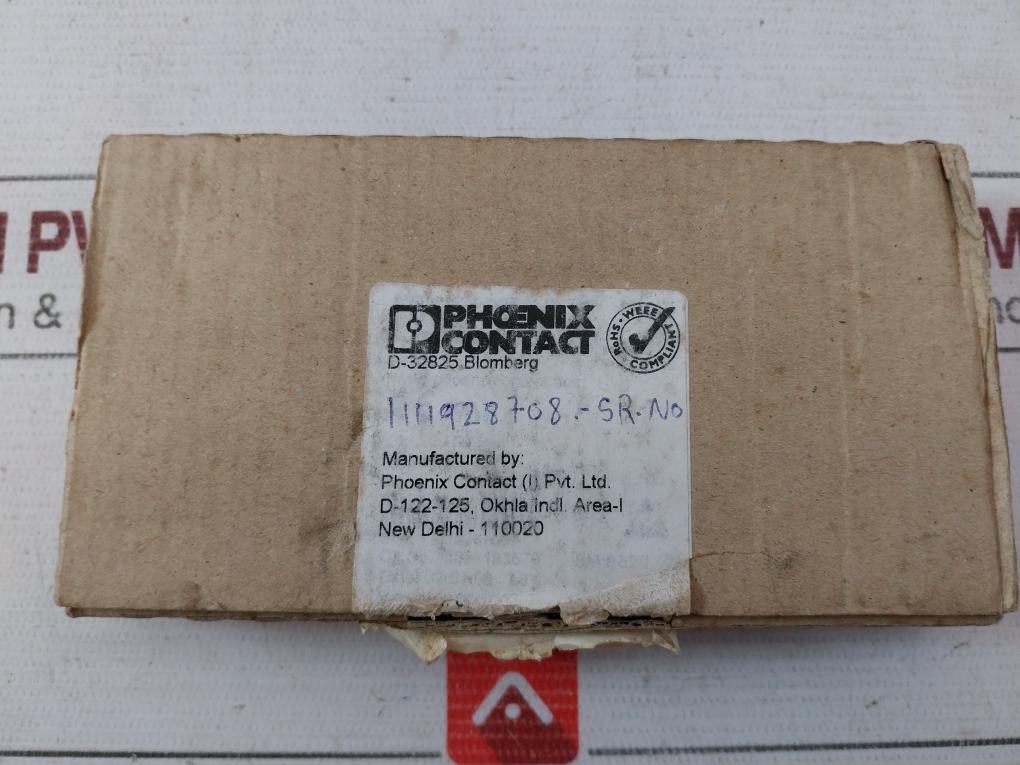 PHOENIX
CONTACT
D-32825 Blomberg
RoHS · WEEE
COMPLIANT
1111928708.-SR.No
Manufactured by:
Phoenix Contact (I) Pvt. Ltd.
D-122-125, Okhla Indl. Area-I
New Delhi - 110020